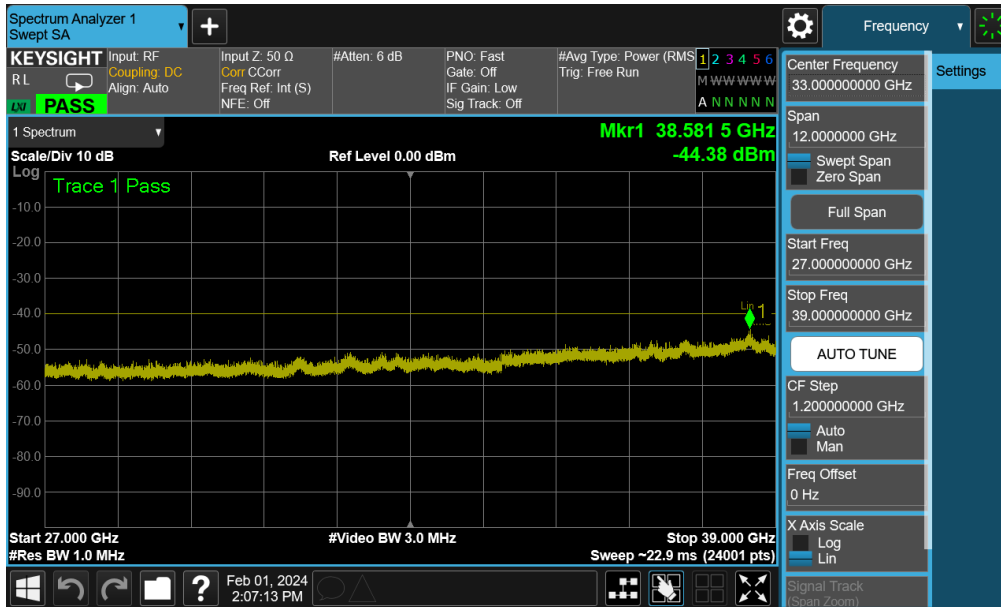 Spectrum Analyzer 1
Swept SA
+
Frequency
KEYSIGHT
R L
LXI PASS
Input: RF
Coupling: DC
Align: Auto
Input Z: 50 Ω
Corr CCorr
Freq Ref: Int (S)
NFE: Off
#Atten: 6 dB
PNO: Fast
Gate: Off
IF Gain: Low
Sig Track: Off
#Avg Type: Power (RMS
Trig: Free Run
1 2 3 4 5 6
M W W W W W
A N N N N N
1 Spectrum
Mkr1 38.581 5 GHz
Scale/Div 10 dB
Ref Level 0.00 dBm
-44.38 dBm
Log
Trace 1 Pass
-10.0
-20.0
-30.0
-40.0
-50.0
-60.0
-70.0
-80.0
-90.0
1
Start 27.000 GHz
#Video BW 3.0 MHz
Stop 39.000 GHz
#Res BW 1.0 MHz
Sweep ~22.9 ms (24001 pts)
Center Frequency
33.000000000 GHz
Settings
Span
12.0000000 GHz
Swept Span
Zero Span
Full Span
Start Freq
27.000000000 GHz
Stop Freq
39.000000000 GHz
AUTO TUNE
CF Step
1.200000000 GHz
Auto
Man
Freq Offset
0 Hz
X Axis Scale
Log
Lin
Signal Track
(Span Zoom)
?
Feb 01, 2024
2:07:13 PM